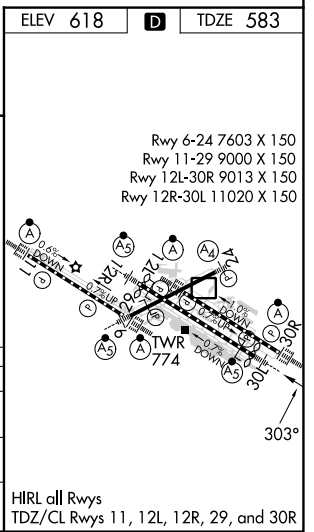 ELEV 618
D
TDZE 583
Rwy 6-24 7603 X 150
Rwy 11-29 9000 X 150
Rwy 12L-30R 9013 X 150
Rwy 12R-30L 11020 X 150
A
A5
A
A4
24
0.6%
DOWN
12R
12L
P
0.7%UP
P
11
P
29
6
1.0%
DOWN
0.7%UP
A
30R
A5
A
TWR
774
0.7%
DOWN
A5
30L
303°
HIRL all Rwys
TDZ/CL Rwys 11, 12L, 12R, 29, and 30R